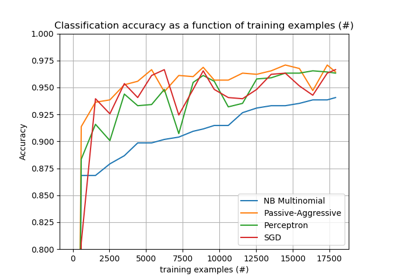 Classification accuracy as a function of training examples (#)
1.000
0.975
0.950
0.925
0.900
0.875
0.850
0.825
0.800
Accuracy
NB Multinomial
Passive-Aggressive
Perceptron
SGD
0 2500 5000 7500 10000 12500 15000 17500
training examples (#)